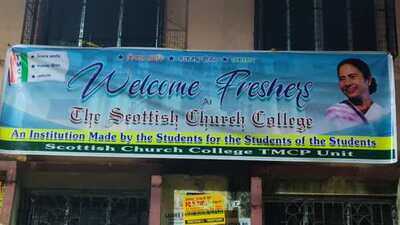 Welcome Freshers
At
The Scottish Church College
An Institution Made by the Students for the Students of the Students
Scottish Church College TMCP Unit